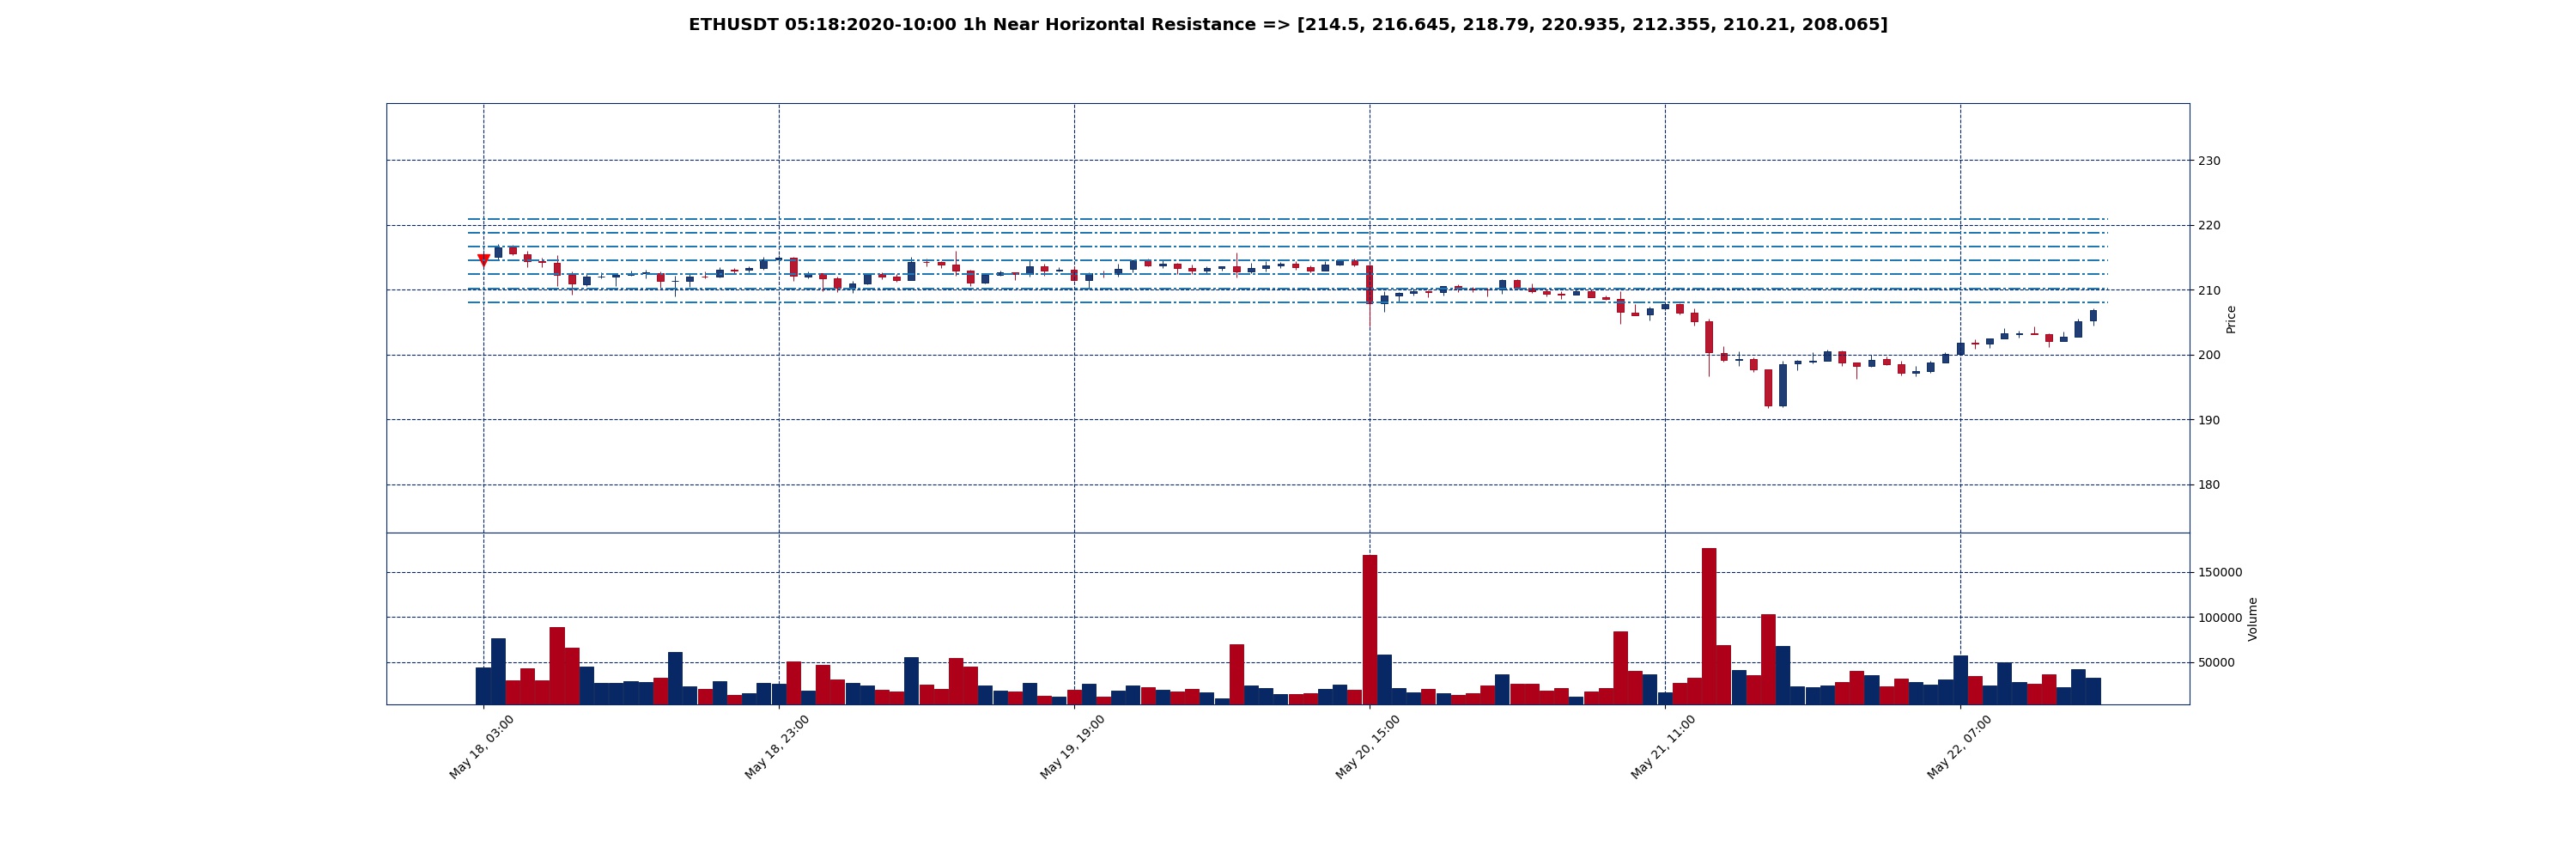 ETHUSDT 05:18:2020-10:00 1h Near Horizontal Resistance => [214.5, 216.645, 218.79, 220.935, 212.355, 210.21, 208.065]
230
220
210
200
190
180
Price
150000
100000
50000
Volume
May 18, 03:00
May 18, 23:00
May 19, 19:00
May 20, 15:00
May 21, 11:00
May 22, 07:00